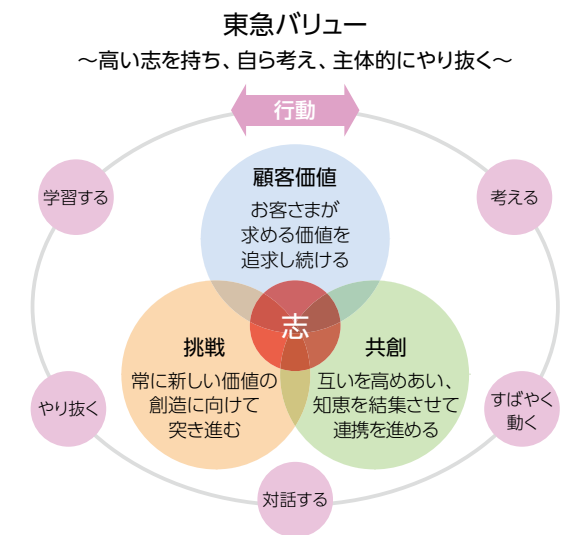 東急バリュー
～高い志を持ち、自ら考え、主体的にやり抜く～
行動
学習する
考える
顧客価値
お客さまが
求める価値を
追求し続ける
志
挑戦
常に新しい価値の
創造に向けて
突き進む
共創
互いを高めあい、
知恵を結集させて
連携を進める
やり抜く
すばやく
動く
対話する